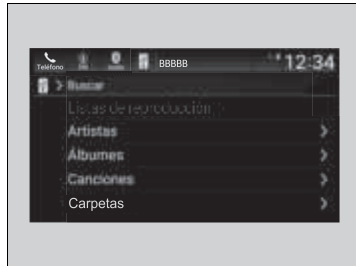 Teléfono BBBBB 12:34
Buscar
Listas de reproducción
Artistas
Álbumes
Canciones
Carpetas